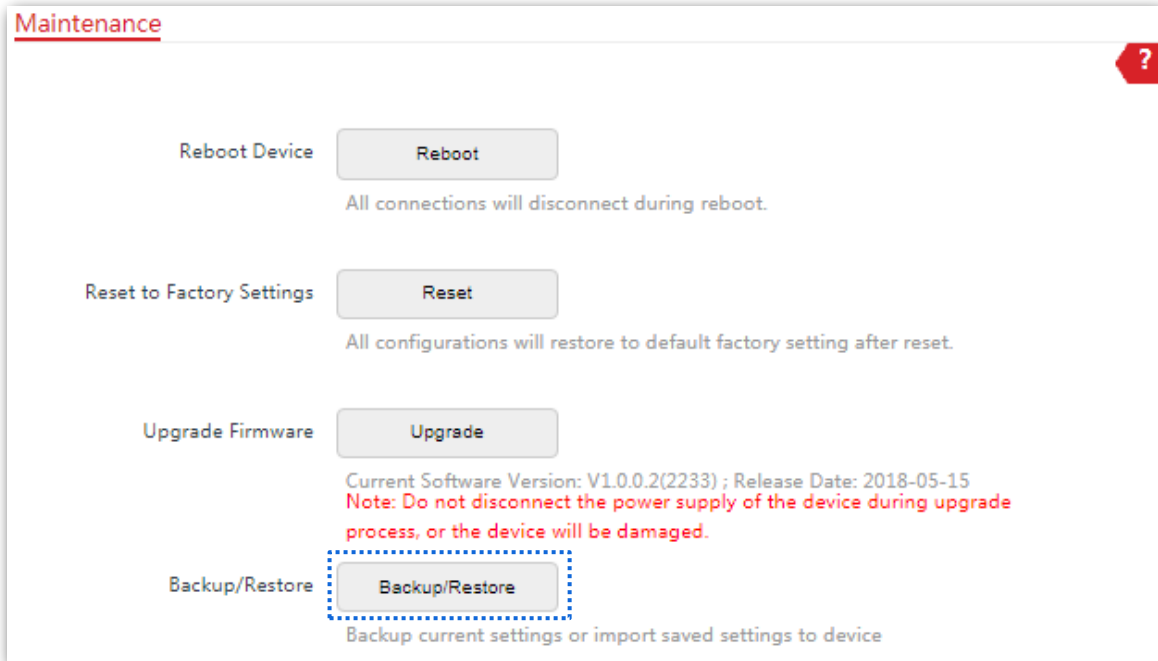 Maintenance
?
Reboot Device Reboot
All connections will disconnect during reboot.
Reset to Factory Settings Reset
All configurations will restore to default factory setting after reset.
Upgrade Firmware Upgrade
Current Software Version: V1.0.0.2(2233) ; Release Date: 2018-05-15
Note: Do not disconnect the power supply of the device during upgrade
process, or the device will be damaged.
Backup/Restore Backup/Restore
Backup current settings or import saved settings to device